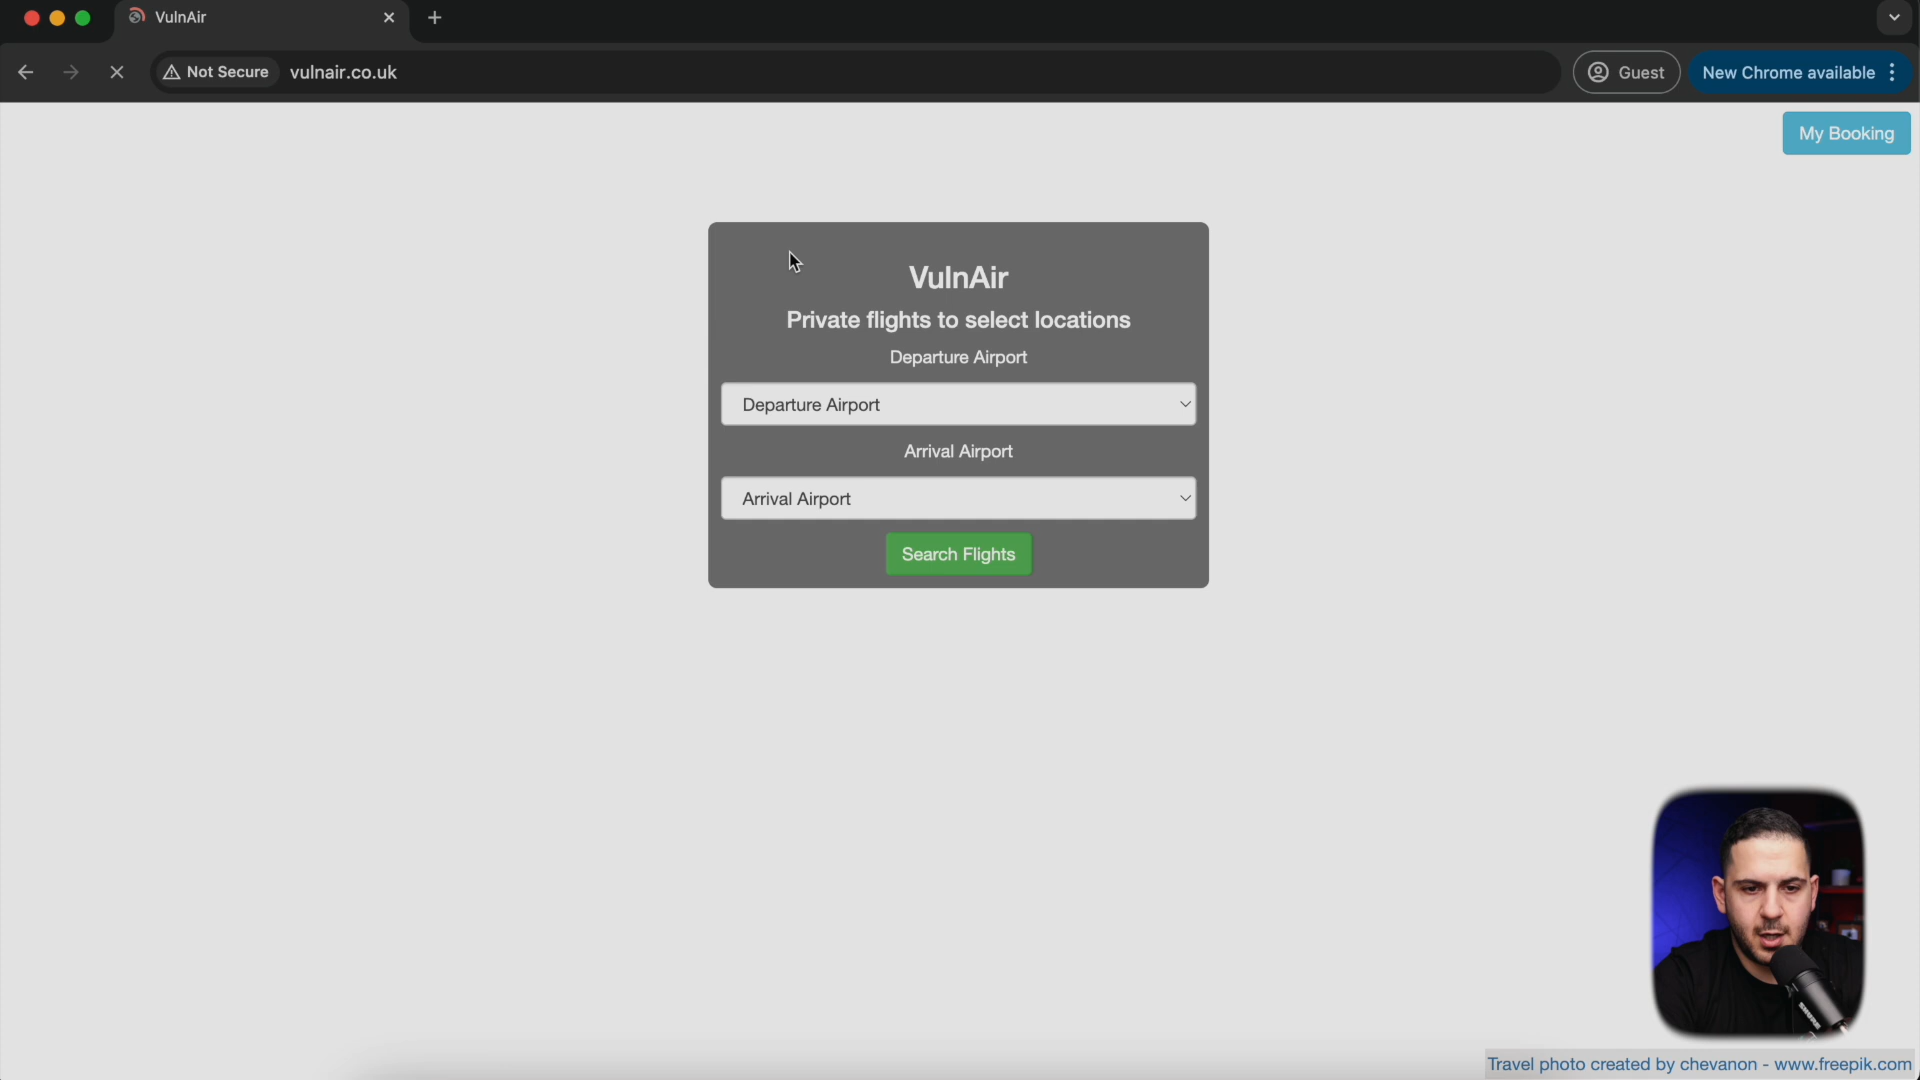 VulnAir
Not Secure
vulnair.co.uk
Guest
New Chrome available
My Booking
VulnAir
Private flights to select locations
Departure Airport
Departure Airport
Arrival Airport
Arrival Airport
Search Flights
Travel photo created by chevanon - www.freepik.com